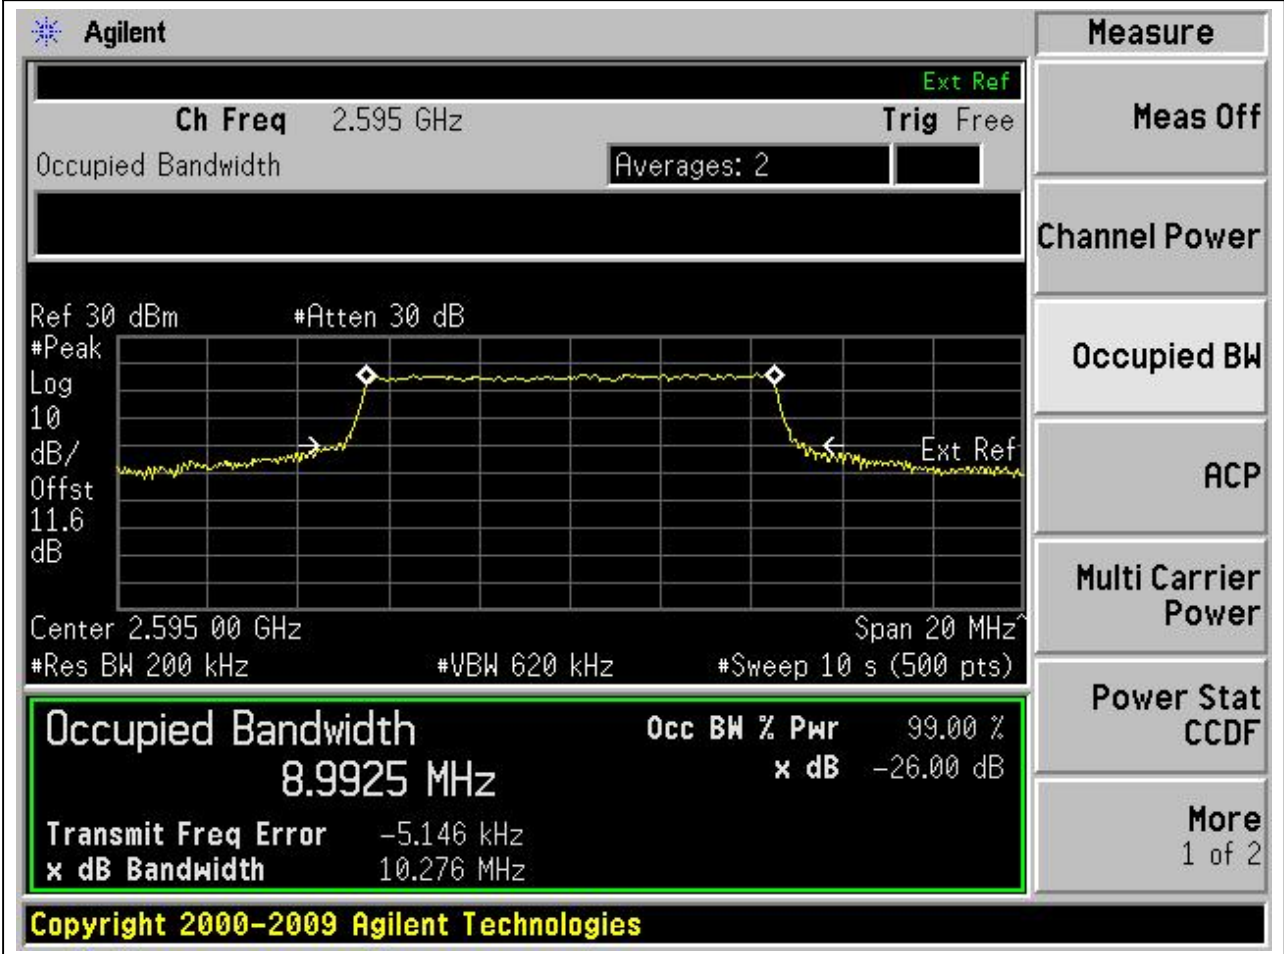 Agilent
Measure
Ext Ref
Ch Freq 2.595 GHz Trig Free
Occupied Bandwidth Averages: 2
Meas Off
Channel Power
Occupied BW
ACP
Multi Carrier
Power
Power Stat
CCDF
More
1 of 2
Ref 30 dBm #Atten 30 dB
#Peak
Log
10
dB/
Offst
11.6
dB
Ext Ref
Center 2.595 00 GHz Span 20 MHz^
#Res BW 200 kHz #VBW 620 kHz #Sweep 10 s (500 pts)
Occupied Bandwidth Occ BW % Pwr 99.00 %
8.9925 MHz x dB -26.00 dB
Transmit Freq Error -5.146 kHz
x dB Bandwidth 10.276 MHz
Copyright 2000-2009 Agilent Technologies